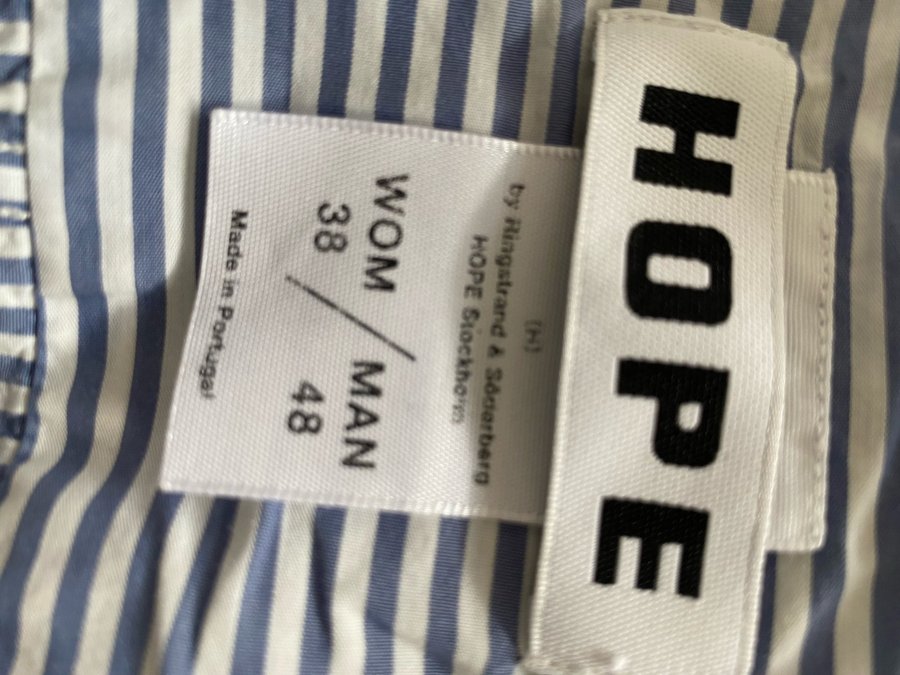 HOPE
[H]
by Ringstrand & Söderberg
HOPE Stockholm
WOM / MAN
38 48
Made in Portugal